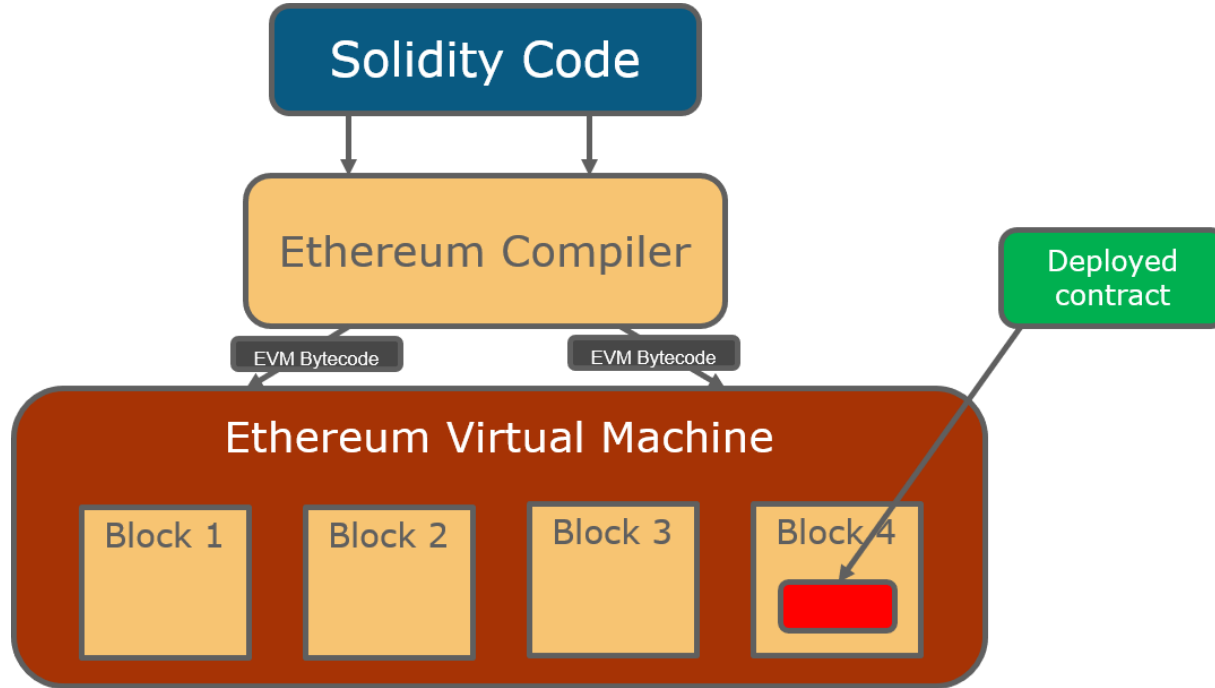 Solidity Code
Ethereum Compiler
Deployed
contract
EVM Bytecode
EVM Bytecode
Ethereum Virtual Machine
Block 1
Block 2
Block 3
Block 4